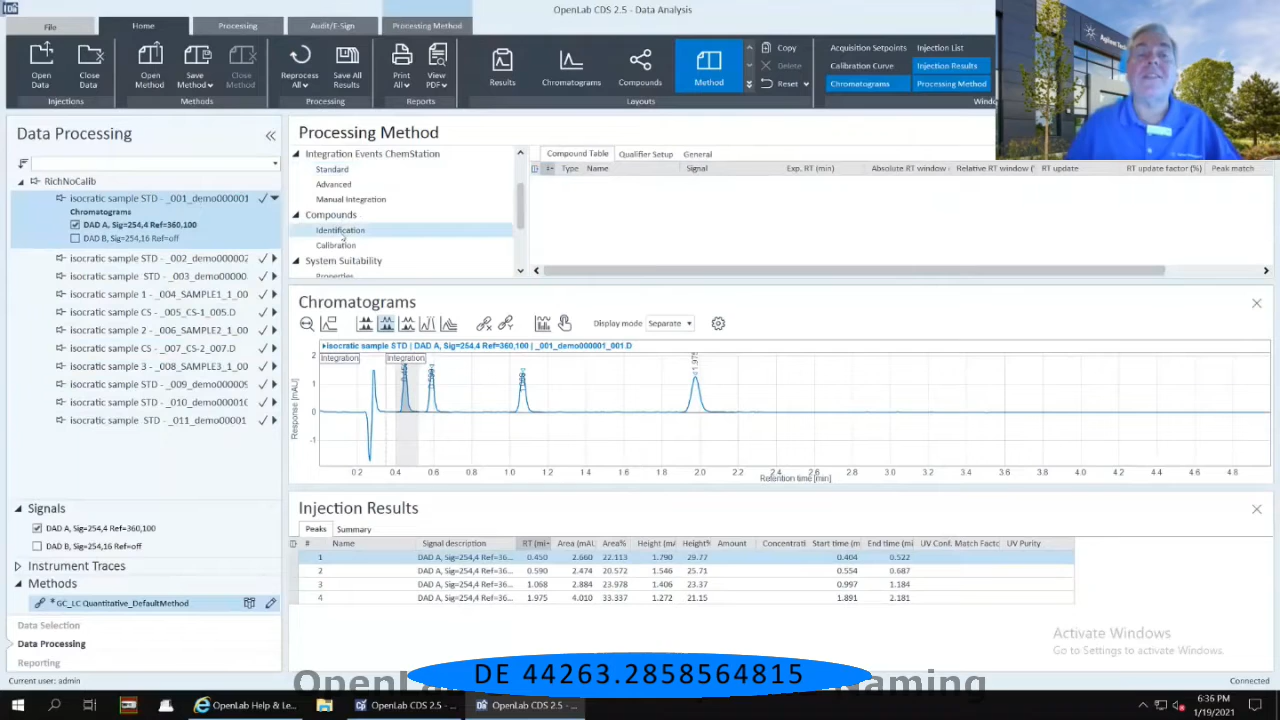 OpenLab CDS 2.5 - Data Analysis
File
Home
Processing
Audit/E-Sign
Processing Method
Open Data
Close Data
Open Method
Save Method
Close Method
Reprocess All
Save All Results
Print All
View PDF
Results
Chromatograms
Compounds
Method
Copy
Delete
Reset
Acquisition Setpoints
Injection List
Calibration Curve
Injection Results
Chromatograms
Processing Method
Injections
Methods
Processing
Reports
Layouts
Data Processing
RichNoCalib
isocratic sample STD - _001_demo000001
Chromatograms
DAD A, Sig=254,4 Ref=360,100
DAD B, Sig=254,16 Ref=off
isocratic sample STD - _002_demo000002
isocratic sample  STD - _003_demo00000
isocratic sample 1 - _004_SAMPLE1_1_00
isocratic sample CS - _005_CS-1_005.D
isocratic sample 2 - _006_SAMPLE2_1_00
isocratic sample CS - _007_CS-2_007.D
isocratic sample 3 - _008_SAMPLE3_1_00
isocratic sample  STD - _009_demo000009
isocratic sample  STD - _010_demo000010
isocratic sample  STD - _011_demo00001
Signals
DAD A, Sig=254,4 Ref=360,100
DAD B, Sig=254,16 Ref=off
Instrument Traces
Methods
*GC_LC Quantitative_DefaultMethod
Data Selection
Data Processing
Reporting
Current user: admin
Processing Method
Integration Events ChemStation
Standard
Advanced
Manual Integration
Compounds
Identification
Calibration
System Suitability
Properties
Compound Table
Qualifier Setup
General
# Type Name Signal Exp. RT (min) Absolute RT window Relative RT window RT update RT update factor (%) Peak match
Chromatograms
Display mode Separate
isocratic sample STD | DAD A, Sig=254,4 Ref=360,100 | _001_demo000001_001.D
Integration
Integration
1.975
Response [mAU]
2
1
0
-1
0.2 0.4 0.6 0.8 1.0 1.2 1.4 1.6 1.8 2.0 2.2 2.4 2.6 2.8 3.0 3.2 3.4 3.6 3.8 4.0 4.2 4.4 4.6 4.8
Retention time [min]
Injection Results
Peaks
Summary
# Name Signal description RT (mi Area (mAU Area% Height (mA Height% Amount Concentrati Start time (m End time (mi UV Conf. Match Facto UV Purity
1 DAD A, Sig=254,4 Ref=36... 0.450 2.660 22.113 1.790 29.77 0.404 0.522
2 DAD A, Sig=254,4 Ref=36... 0.590 2.474 20.572 1.546 25.71 0.554 0.687
3 DAD A, Sig=254,4 Ref=36... 1.068 2.884 23.978 1.406 23.37 0.997 1.184
4 DAD A, Sig=254,4 Ref=36... 1.975 4.010 33.337 1.272 21.15 1.891 2.181
Activate Windows
Go to Settings to activate Windows.
Connected
DE 44263.2858564815
OpenLab Help & Le...
OpenLab CDS 2.5 - ...
OpenLab CDS 2.5 - ...
6:36 PM
1/19/2021